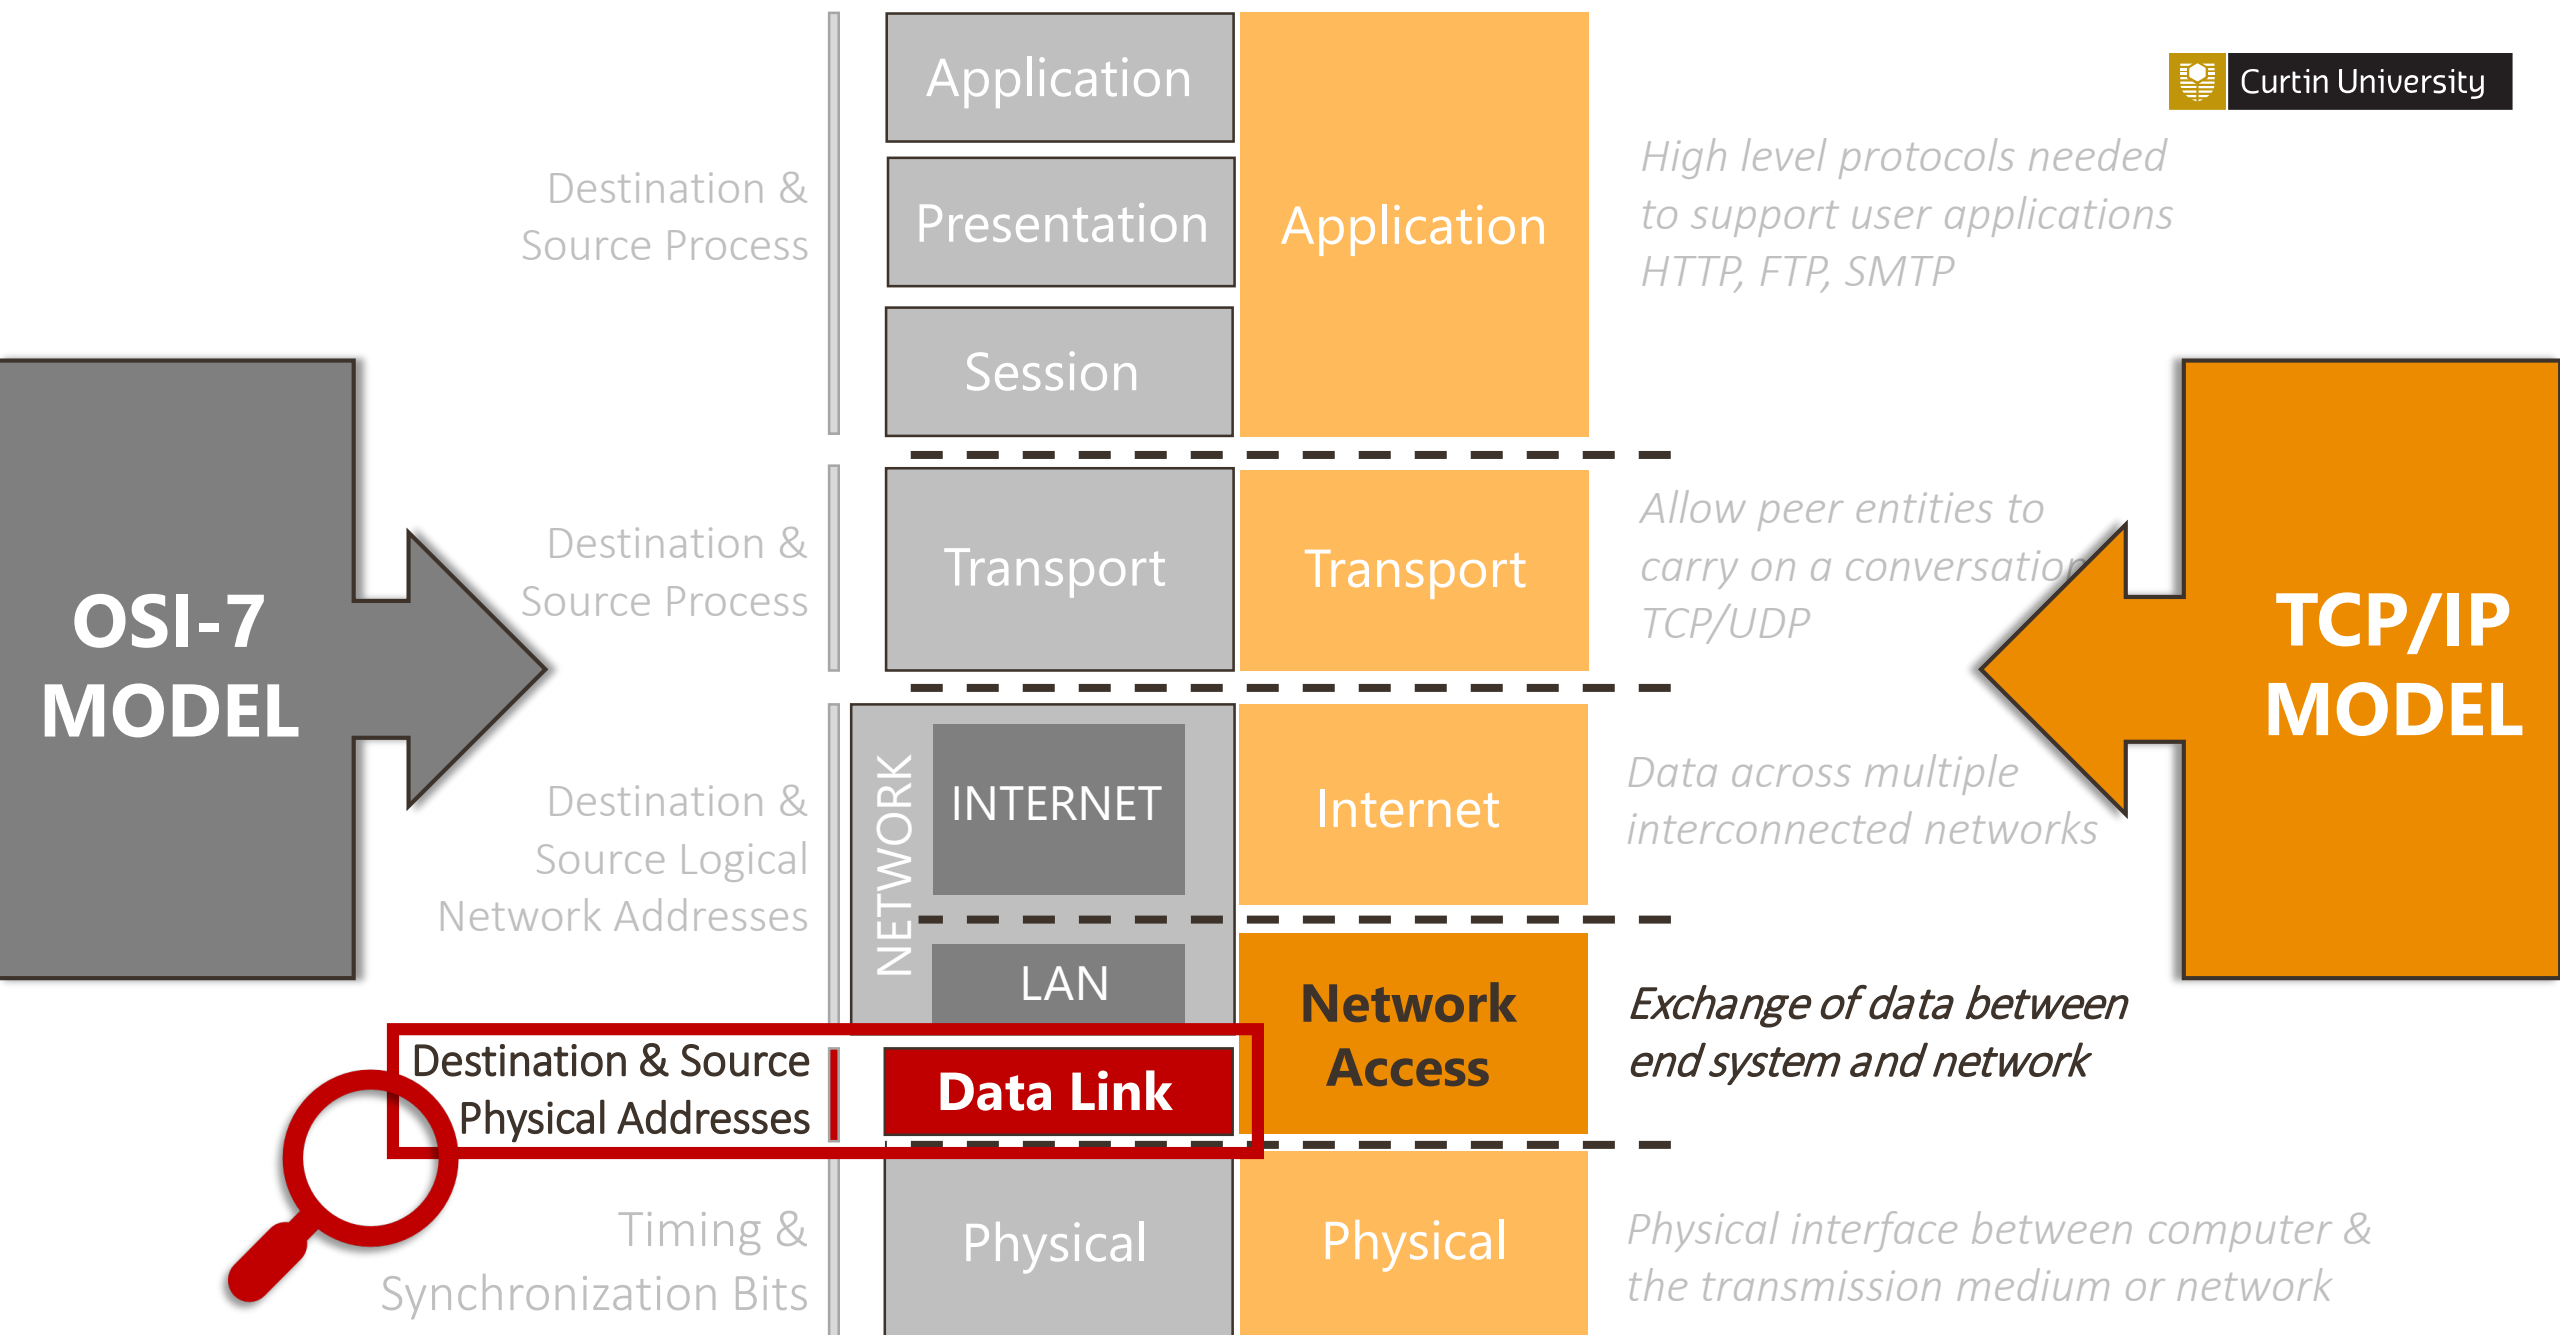 Curtin University
OSI-7
MODEL
Destination &
Source Process
Destination &
Source Process
Destination &
Source Logical
Network Addresses
Destination & Source
Physical Addresses
Timing &
Synchronization Bits
Application
Presentation
Session
Transport
NETWORK
INTERNET
LAN
Data Link
Physical
Application
Transport
Internet
Network
Access
Physical
High level protocols needed
to support user applications
HTTP, FTP, SMTP
Allow peer entities to
carry on a conversation
TCP/UDP
Data across multiple
interconnected networks
Exchange of data between
end system and network
Physical interface between computer &
the transmission medium or network
TCP/IP
MODEL